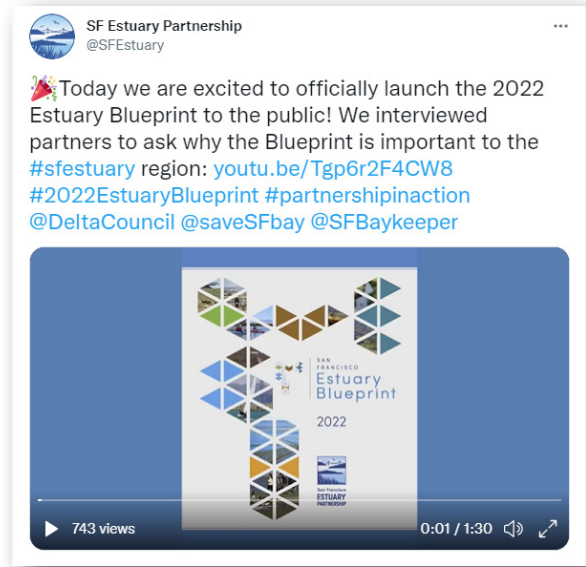 SF Estuary Partnership
@SFEstuary
🎉Today we are excited to officially launch the 2022
Estuary Blueprint to the public! We interviewed
partners to ask why the Blueprint is important to the
#sfestuary region: youtu.be/Tgp6r2F4CW8
#2022EstuaryBlueprint #partnershipinaction
@DeltaCouncil @saveSFbay @SFBaykeeper
SAN
FRANCISCO
Estuary
Blueprint
2022
San Francisco
ESTUARY
PARTNERSHIP
743 views
0:01 / 1:30